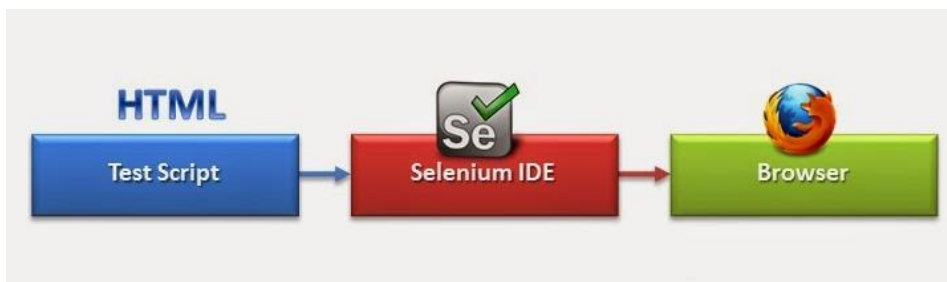 HTML
Test Script
Se
Selenium IDE
Browser